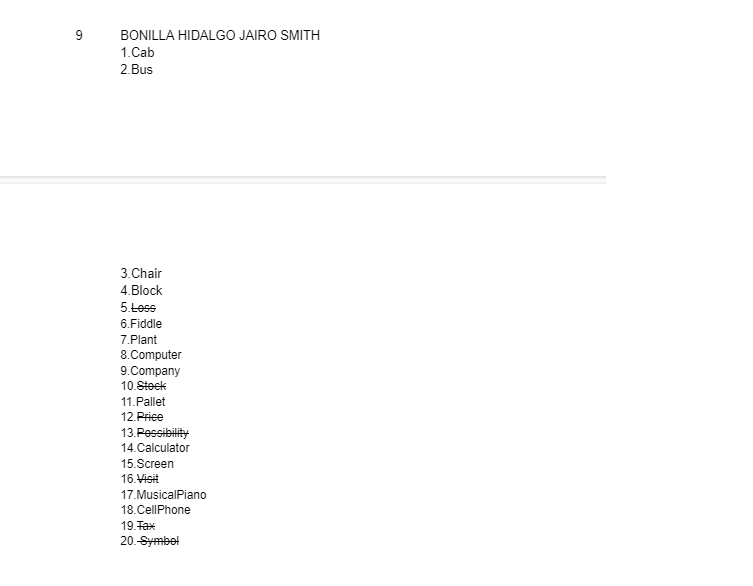 9 BONILLA HIDALGO JAIRO SMITH
1.Cab
2.Bus
3.Chair
4.Block
5.Loss
6.Fiddle
7.Plant
8.Computer
9.Company
10.Stock
11.Pallet
12.Price
13.Possibility
14.Calculator
15.Screen
16.Visit
17.MusicalPiano
18.CellPhone
19.Tax
20. Symbol